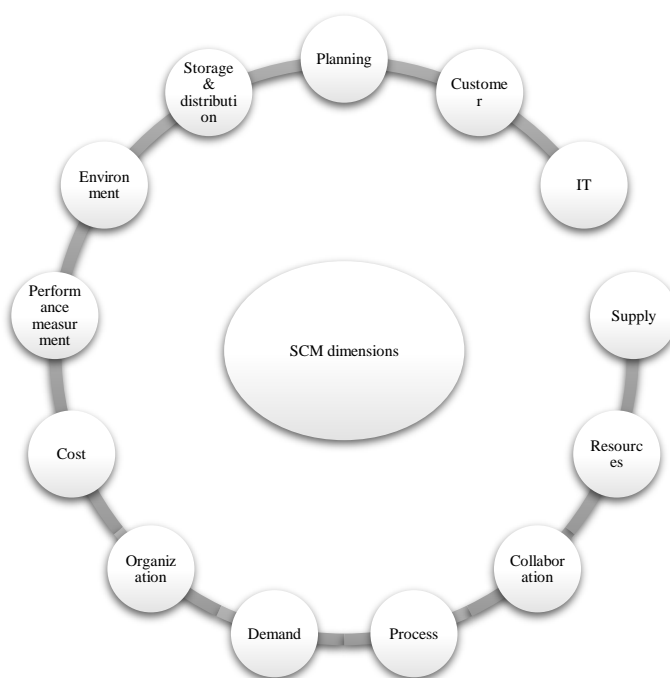 Planning
Storage
&
distributi
on
Custome
r
Environ
ment
IT
Perform
ance
measur
ment
Supply
SCM dimensions
Cost
Resourc
es
Organiz
ation
Collabor
ation
Demand
Process